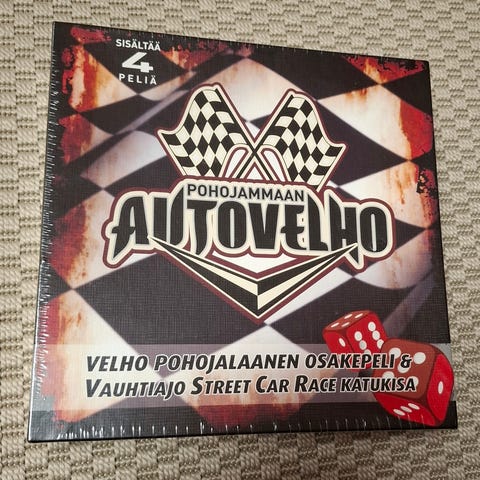 SISÄLTÄÄ
4
PELIÄ
POHOJAMMAAN
AUTOVELHO
VELHO POHOJALAANEN OSAKEPELI &
VAUHTIAJO STREET CAR RACE KATUKISA